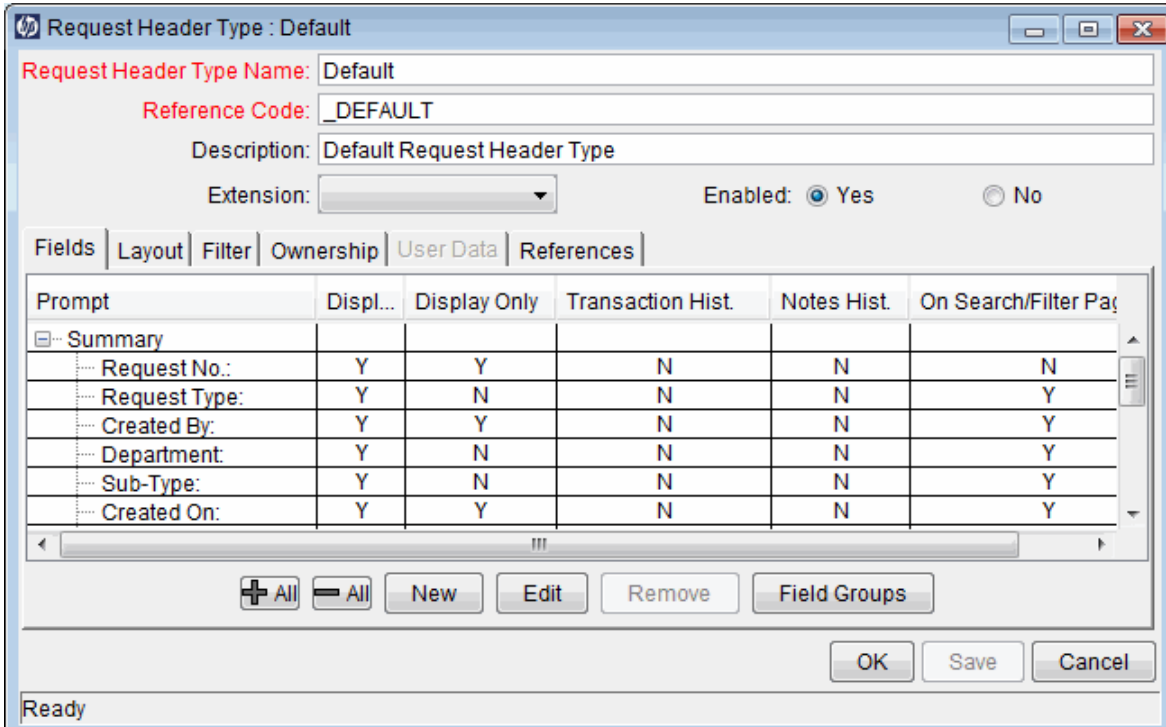 Request Header Type : Default
Request Header Type Name: Default
Reference Code: _DEFAULT
Description: Default Request Header Type
Extension: Enabled: Yes No
Fields Layout Filter Ownership User Data References
Prompt Displ... Display Only Transaction Hist. Notes Hist. On Search/Filter Pag
Summary
Request No.: Y Y N N N
Request Type: Y N N N Y
Created By: Y Y N N Y
Department: Y N N N Y
Sub-Type: Y N N N Y
Created On: Y Y N N Y
All All New Edit Remove Field Groups
OK Save Cancel
Ready